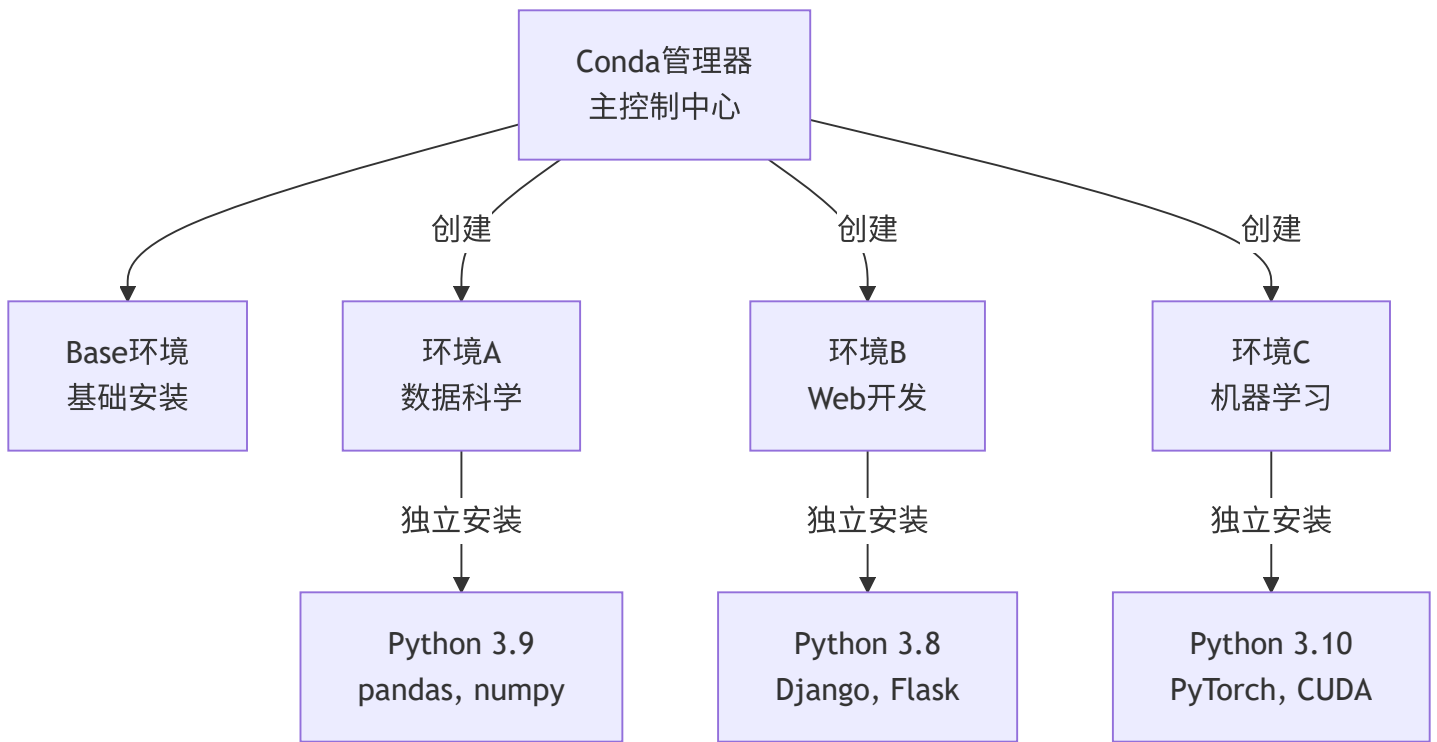 Conda管理器
主控制中心
创建
创建
创建
Base环境
基础安装
环境A
数据科学
环境B
Web开发
环境C
机器学习
独立安装
独立安装
独立安装
Python 3.9
pandas, numpy
Python 3.8
Django, Flask
Python 3.10
PyTorch, CUDA